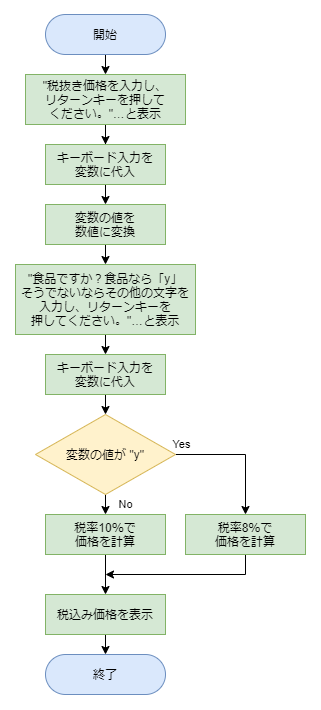 開始
"税抜き価格を入力し、
リターンキーを押して
ください。"...と表示
キーボード入力を
変数に代入
変数の値を
数値に変換
"食品ですか？食品なら「y」
そうでないならその他の文字を
入力し、リターンキーを
押してください。"...と表示
キーボード入力を
変数に代入
変数の値が "y"
Yes
No
税率10%で
価格を計算
税率8%で
価格を計算
税込み価格を表示
終了